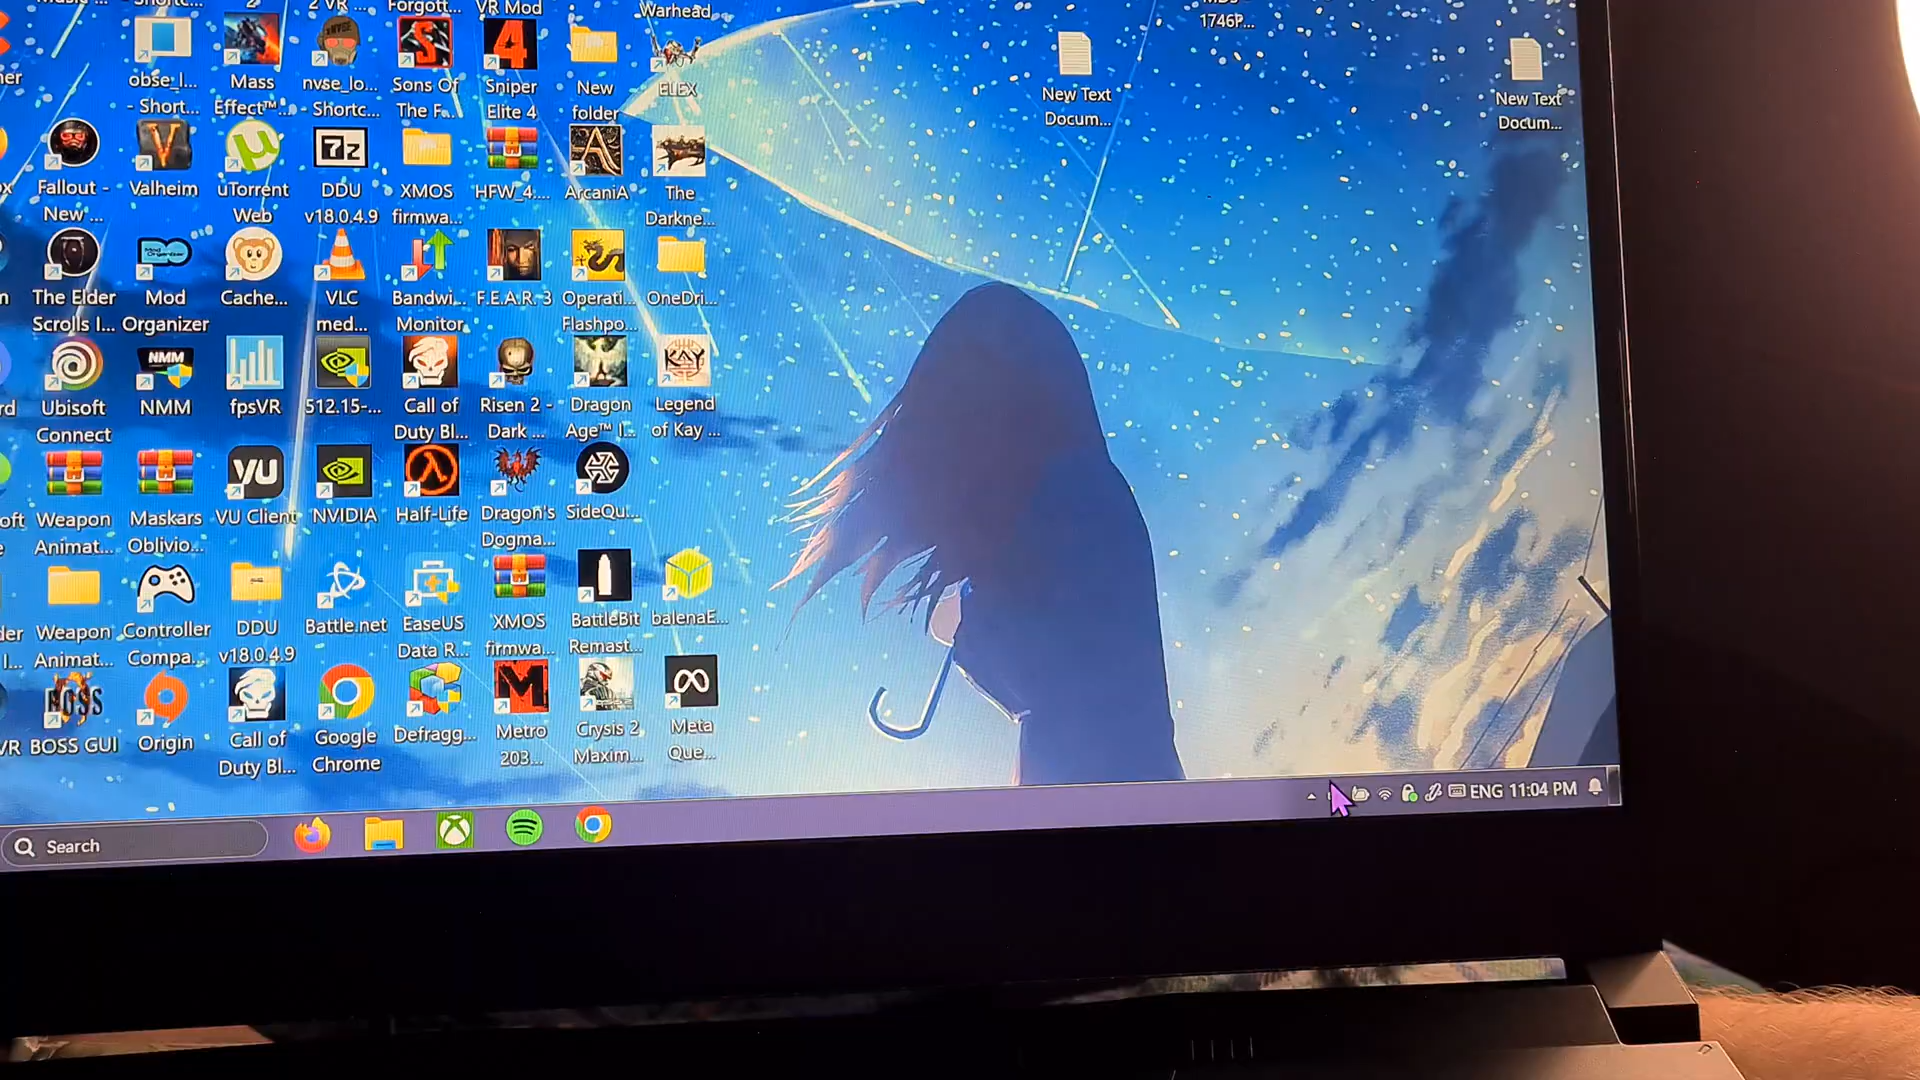 Warhead
1746P...
obse_l...
- Short...
Mass
Effect™...
nvse_lo...
- Shortc...
Sons Of
The F...
Sniper
Elite 4
New
folder
ELEX
New Text
Docum...
New Text
Docum...
Fallout -
New ...
Valheim
uTorrent
Web
DDU
v18.0.4.9
XMOS
firmwa...
HFW_4....
ArcaniA
The
Darkne...
The Elder
Scrolls I...
Mod
Organizer
Cache...
VLC
med...
Bandwi...
Monitor
F.E.A.R. 3
Operati...
Flashpo...
OneDri...
Ubisoft
Connect
NMM
NMM
fpsVR
512.15-...
Call of
Duty Bl...
Risen 2 -
Dark ...
Dragon
Age™ I...
KAY
Legend
of Kay ...
Weapon
Animat...
Maskars
Oblivio...
VU
VU Client
NVIDIA
Half-Life
Dragon's
Dogma...
SideQu...
Weapon
Animat...
Controller
Compa...
DDU
v18.0.4.9
Battle.net
EaseUS
Data R...
XMOS
firmwa...
BattleBit
Remast...
balenaE...
BOSS
BOSS GUI
Origin
Call of
Duty Bl...
Google
Chrome
Defragg...
Metro
203...
Crysis 2
Maxim...
Meta
Que...
Search
ENG 11:04 PM